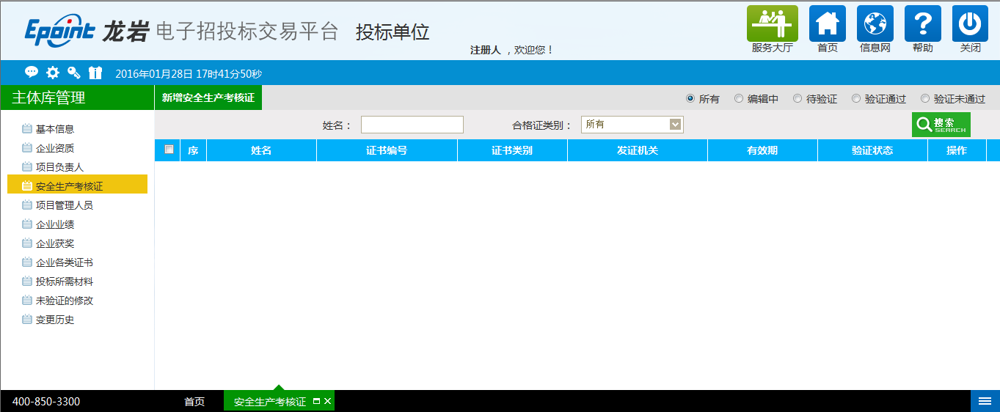 Epoint 龙岩 电子招投标交易平台 投标单位
注册人 ，欢迎您！
服务大厅 首页 信息网 帮助 关闭
2016年01月28日 17时41分50秒
主体库管理
新增安全生产考核证
所有 编辑中 待验证 验证通过 验证未通过
姓名： 合格证类别： 所有 搜索 SEARCH
序 姓名 证书编号 证书类别 发证机关 有效期 验证状态 操作
基本信息
企业资质
项目负责人
安全生产考核证
项目管理人员
企业业绩
企业获奖
企业各类证书
投标所需材料
未验证的修改
变更历史
400-850-3300 首页 安全生产考核证